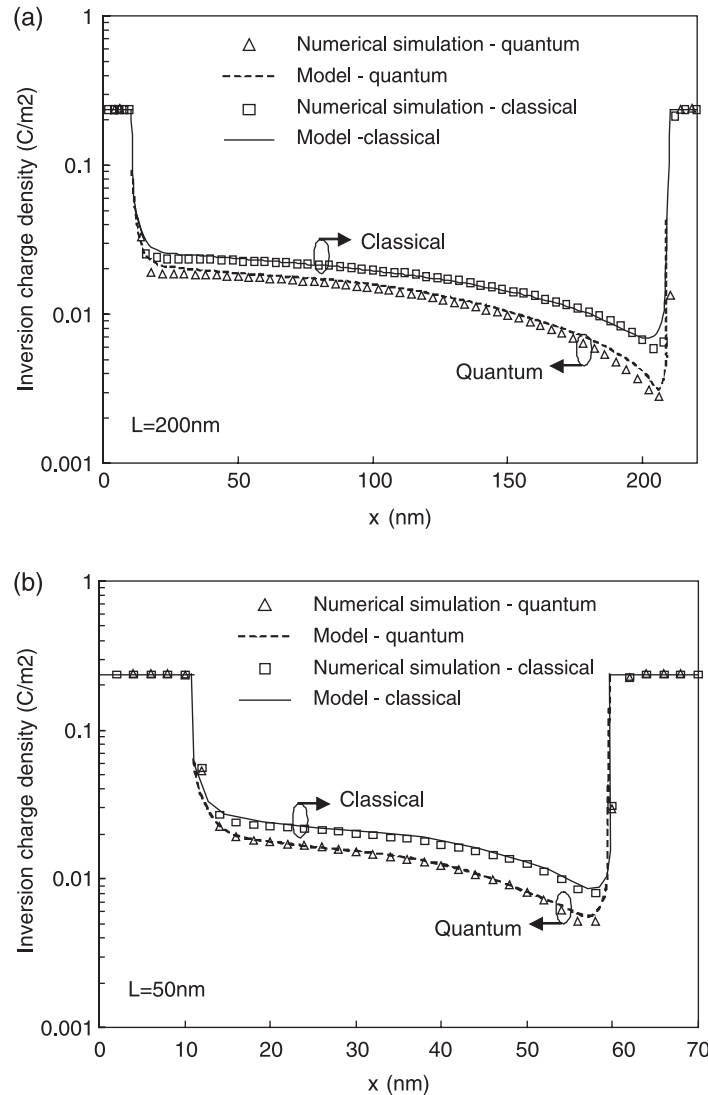 (a)
1
0.1
0.01
0.001
Inversion charge density (C/m2)
Numerical simulation - quantum
Model - quantum
Numerical simulation - classical
Model -classical
Classical
Quantum
L=200nm
0 50 100 150 200
x (nm)
(b)
1
0.1
0.01
0.001
Inversion charge density (C/m2)
Numerical simulation - quantum
Model - quantum
Numerical simulation - classical
Model - classical
Classical
Quantum
L=50nm
0 10 20 30 40 50 60 70
x (nm)